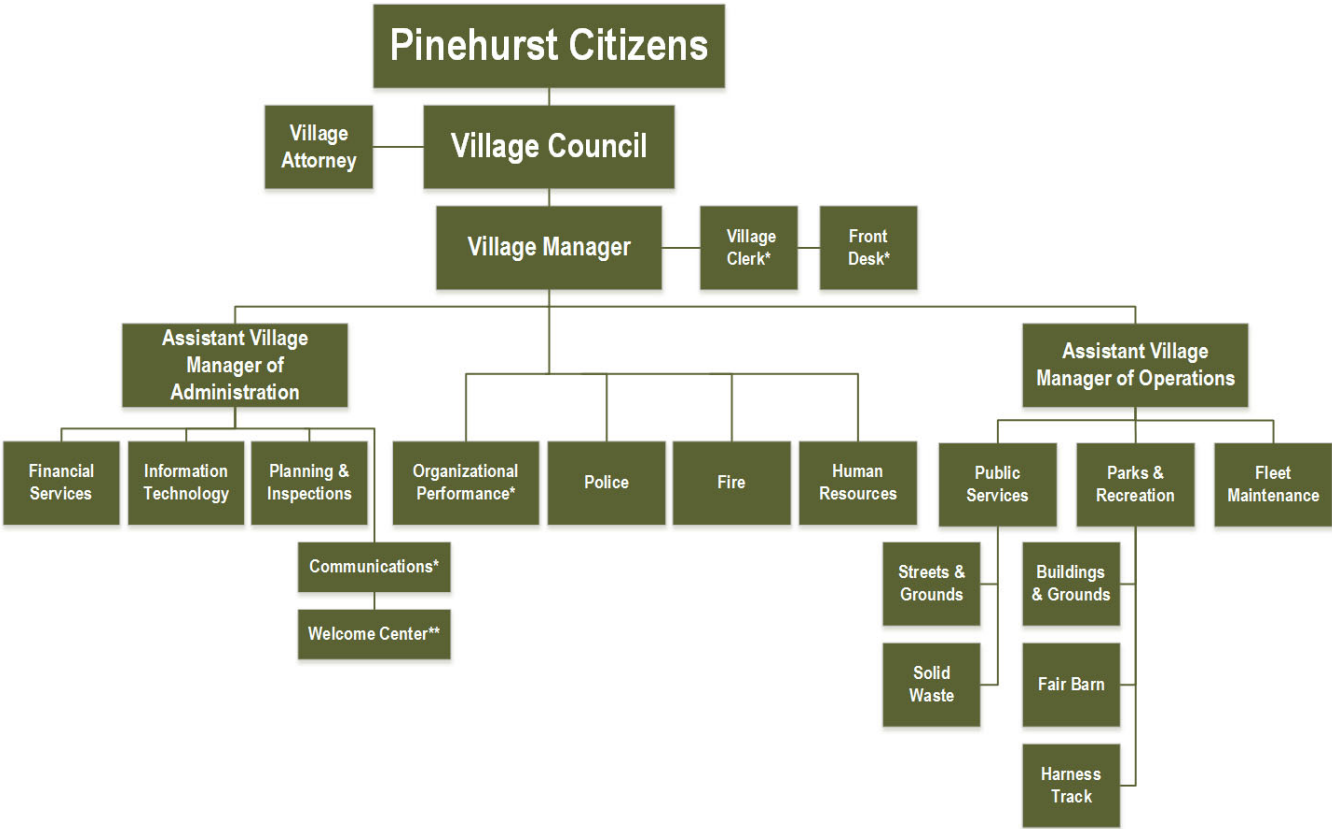 Pinehurst Citizens
Village
Attorney
Village Council
Village Manager
Village
Clerk*
Front
Desk*
Assistant Village
Manager of
Administration
Assistant Village
Manager of Operations
Financial
Services
Information
Technology
Planning &
Inspections
Organizational
Performance*
Police
Fire
Human
Resources
Public
Services
Parks &
Recreation
Fleet
Maintenance
Communications*
Welcome Center**
Streets &
Grounds
Buildings
& Grounds
Solid
Waste
Fair Barn
Harness
Track